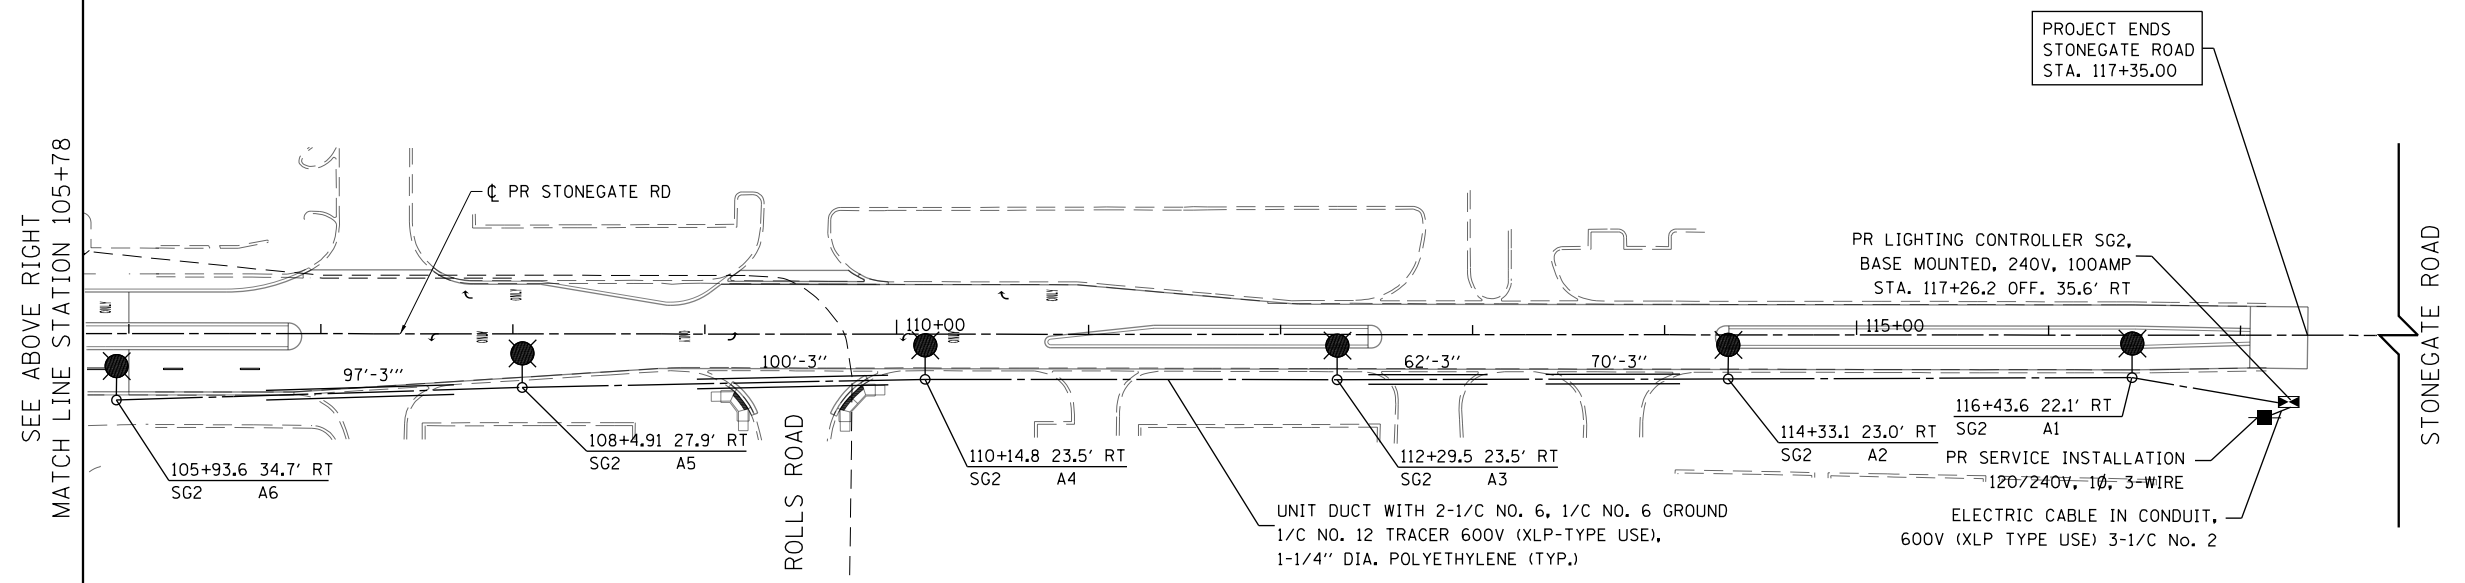 PROJECT ENDS
STONEGATE ROAD
STA. 117+35.00
SEE ABOVE RIGHT
MATCH LINE STATION 105+78
℄ PR STONEGATE RD
PR LIGHTING CONTROLLER SG2,
BASE MOUNTED, 240V, 100AMP
STA. 117+26.2 OFF. 35.6' RT
STONEGATE ROAD
ONLY
ONLY
ONLY
ONLY
ONLY
ONLY
110+00
115+00
97'-3'''
100'-3''
62'-3''
70'-3''
105+93.6 34.7' RT
SG2 A6
108+4.91 27.9' RT
SG2 A5
ROLLS ROAD
110+14.8 23.5' RT
SG2 A4
112+29.5 23.5' RT
SG2 A3
114+33.1 23.0' RT
SG2 A2
116+43.6 22.1' RT
SG2 A1
PR SERVICE INSTALLATION
120/240V, 1Ø, 3-WIRE
ELECTRIC CABLE IN CONDUIT,
600V (XLP TYPE USE) 3-1/C No. 2
UNIT DUCT WITH 2-1/C NO. 6, 1/C NO. 6 GROUND
1/C NO. 12 TRACER 600V (XLP-TYPE USE),
1-1/4'' DIA. POLYETHYLENE (TYP.)